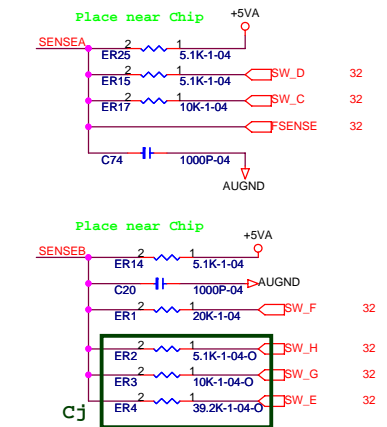 Place near Chip
+5VA
SENSEA
2 1
ER25 5.1K-1-04
2 1
ER15 5.1K-1-04 SW_D 32
2 1
ER17 10K-1-04 SW_C 32
FSENSE 32
C74 1000P-04
AUGND
Place near Chip
+5VA
SENSEB
2 1
ER14 5.1K-1-04
C20 1000P-04 AUGND
2 1
ER1 20K-1-04 SW_F 32
2 1
ER2 5.1K-1-04-O SW_H 32
2 1
ER3 10K-1-04-O SW_G 32
2 1
ER4 39.2K-1-04-O SW_E 32
Cj